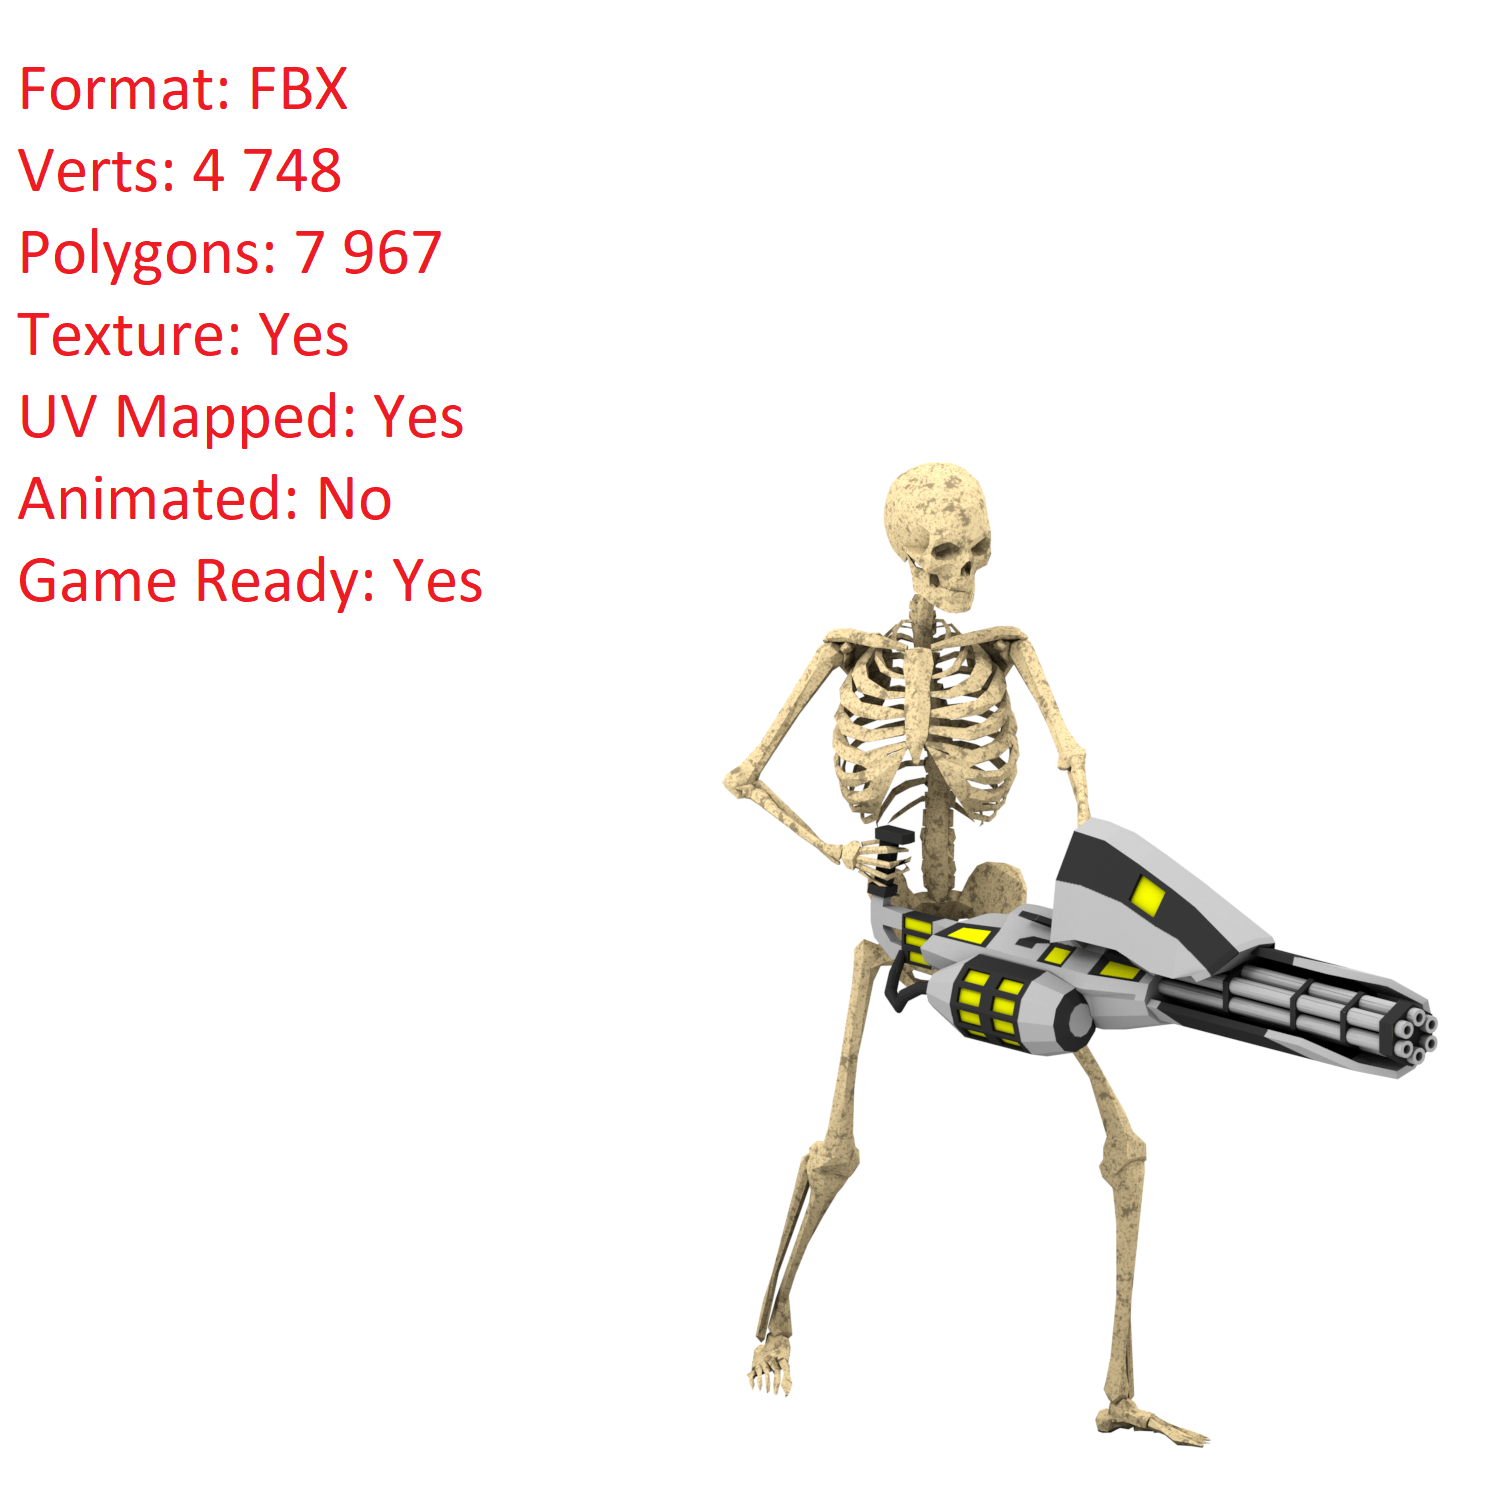 Format: FBX
Verts: 4 748
Polygons: 7 967
Texture: Yes
UV Mapped: Yes
Animated: No
Game Ready: Yes